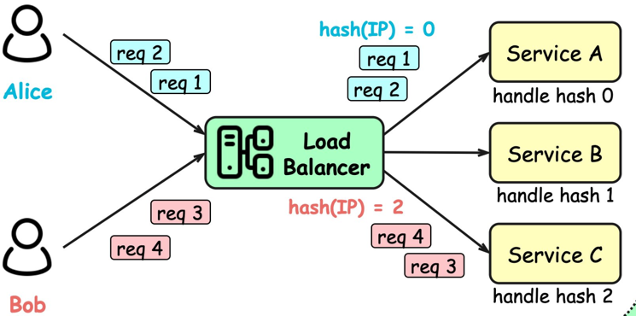 req 2
req 1
Alice
hash(IP) = 0
req 1
req 2
Service A
handle hash 0
Load
Balancer
Service B
handle hash 1
req 3
req 4
Bob
hash(IP) = 2
req 4
req 3
Service C
handle hash 2